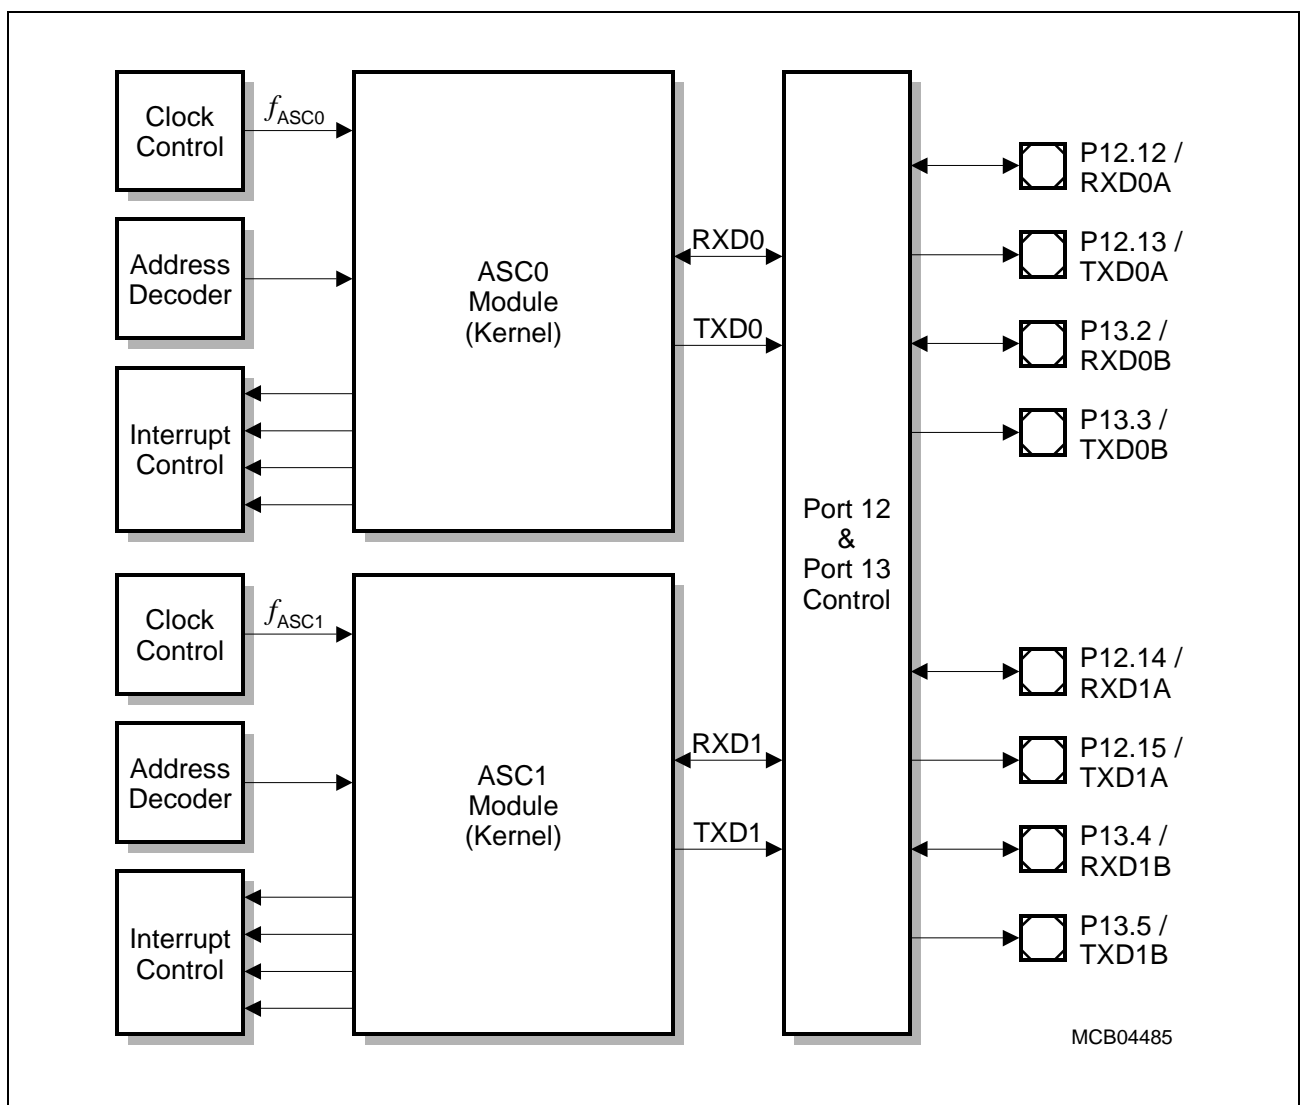 Clock
Control
fASC0
Address
Decoder
Interrupt
Control
ASC0
Module
(Kernel)
RXD0
TXD0
Clock
Control
fASC1
Address
Decoder
Interrupt
Control
ASC1
Module
(Kernel)
RXD1
TXD1
Port 12
&
Port 13
Control
P12.12 /
RXD0A
P12.13 /
TXD0A
P13.2 /
RXD0B
P13.3 /
TXD0B
P12.14 /
RXD1A
P12.15 /
TXD1A
P13.4 /
RXD1B
P13.5 /
TXD1B
MCB04485